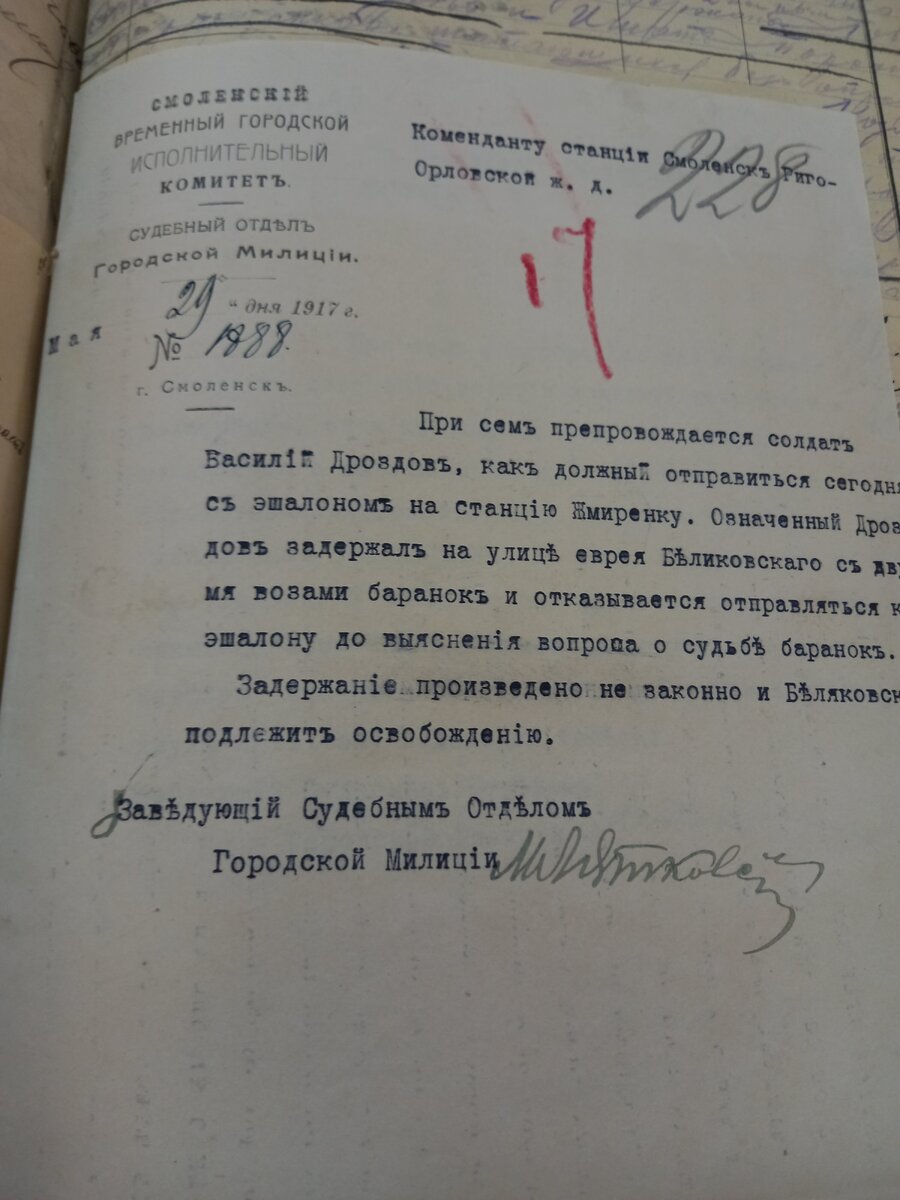 СМОЛЕНСКІЙ
ВРЕМЕННЫЙ ГОРОДСКОЙ
ИСПОЛНИТЕЛЬНЫЙ
КОМИТЕТЪ.
СУДЕБНЫЙ ОТДѢЛЪ
Городской Милиціи.
Мая 29 " дня 1917 г.
№ 1888.
г. Смоленскъ.
Коменданту станціи Смоленскъ Риго-
Орловской ж. д.
228
17
При семъ препровождается солдатъ
Василій Дроздовъ, какъ должный отправиться сегодня
съ эшалономъ на станцію Жмиренку. Означенный Дроз
довъ задержалъ на улицѣ еврея Бѣликовскаго съ дву
мя возами баранокъ и отказывается отправляться к
эшалону до выясненія вопроса о судьбѣ баранокъ.
Задержаніе произведено не законно и Бѣляковск
подлежитъ освобожденію.
Завѣдующій Судебнымъ Отдѣломъ
Городской Милиціи